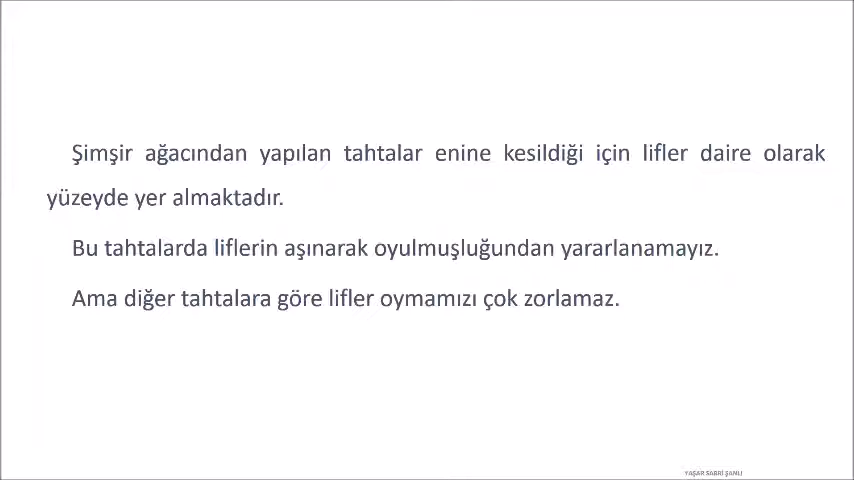 Şimşir ağacından yapılan tahtalar enine kesildiği için lifler daire olarak
yüzeyde yer almaktadır.
Bu tahtalarda liflerin aşınarak oyulmuşluğundan yararlanamayız.
Ama diğer tahtalara göre lifler oymamızı çok zorlamaz.
YAŞAR SABRİ ŞANLI